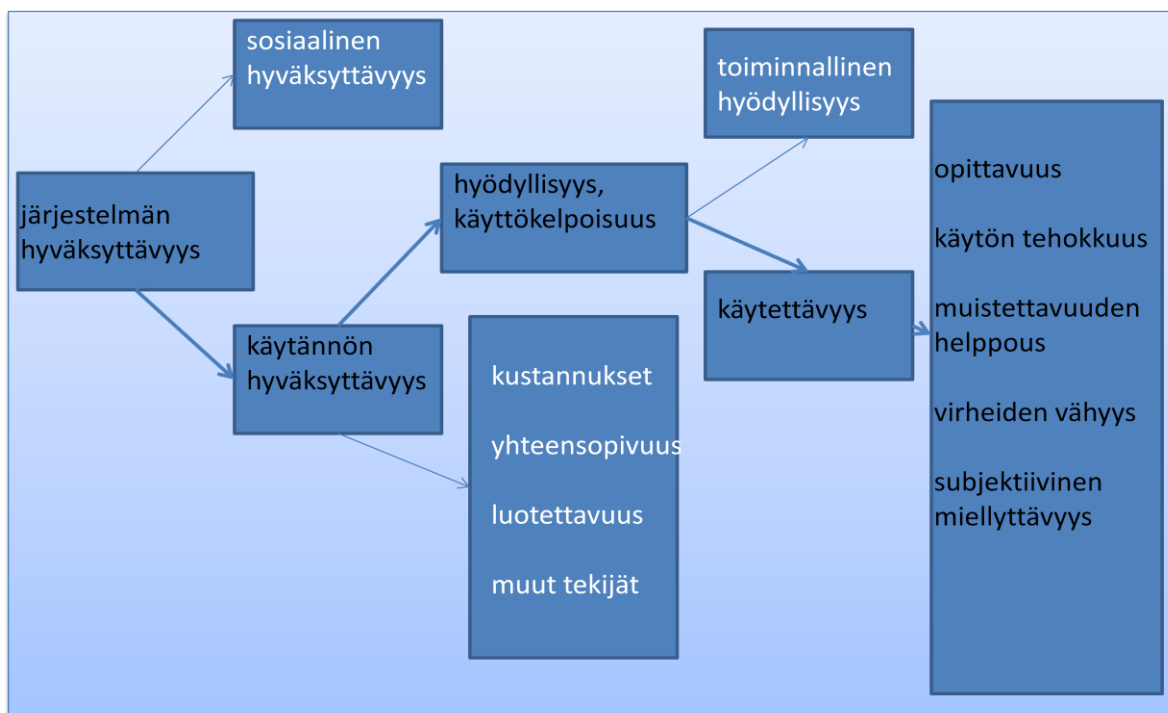 sosiaalinen
hyväksyttävyys
toiminnallinen
hyödyllisyys
järjestelmän
hyväksyttävyys
hyödyllisyys,
käyttökelpoisuus
käytettävyys
käytännön
hyväksyttävyys
kustannukset
yhteensopivuus
luotettavuus
muut tekijät
opittavuus
käytön tehokkuus
muistettavuuden
helppous
virheiden vähyys
subjektiivinen
miellyttävyys